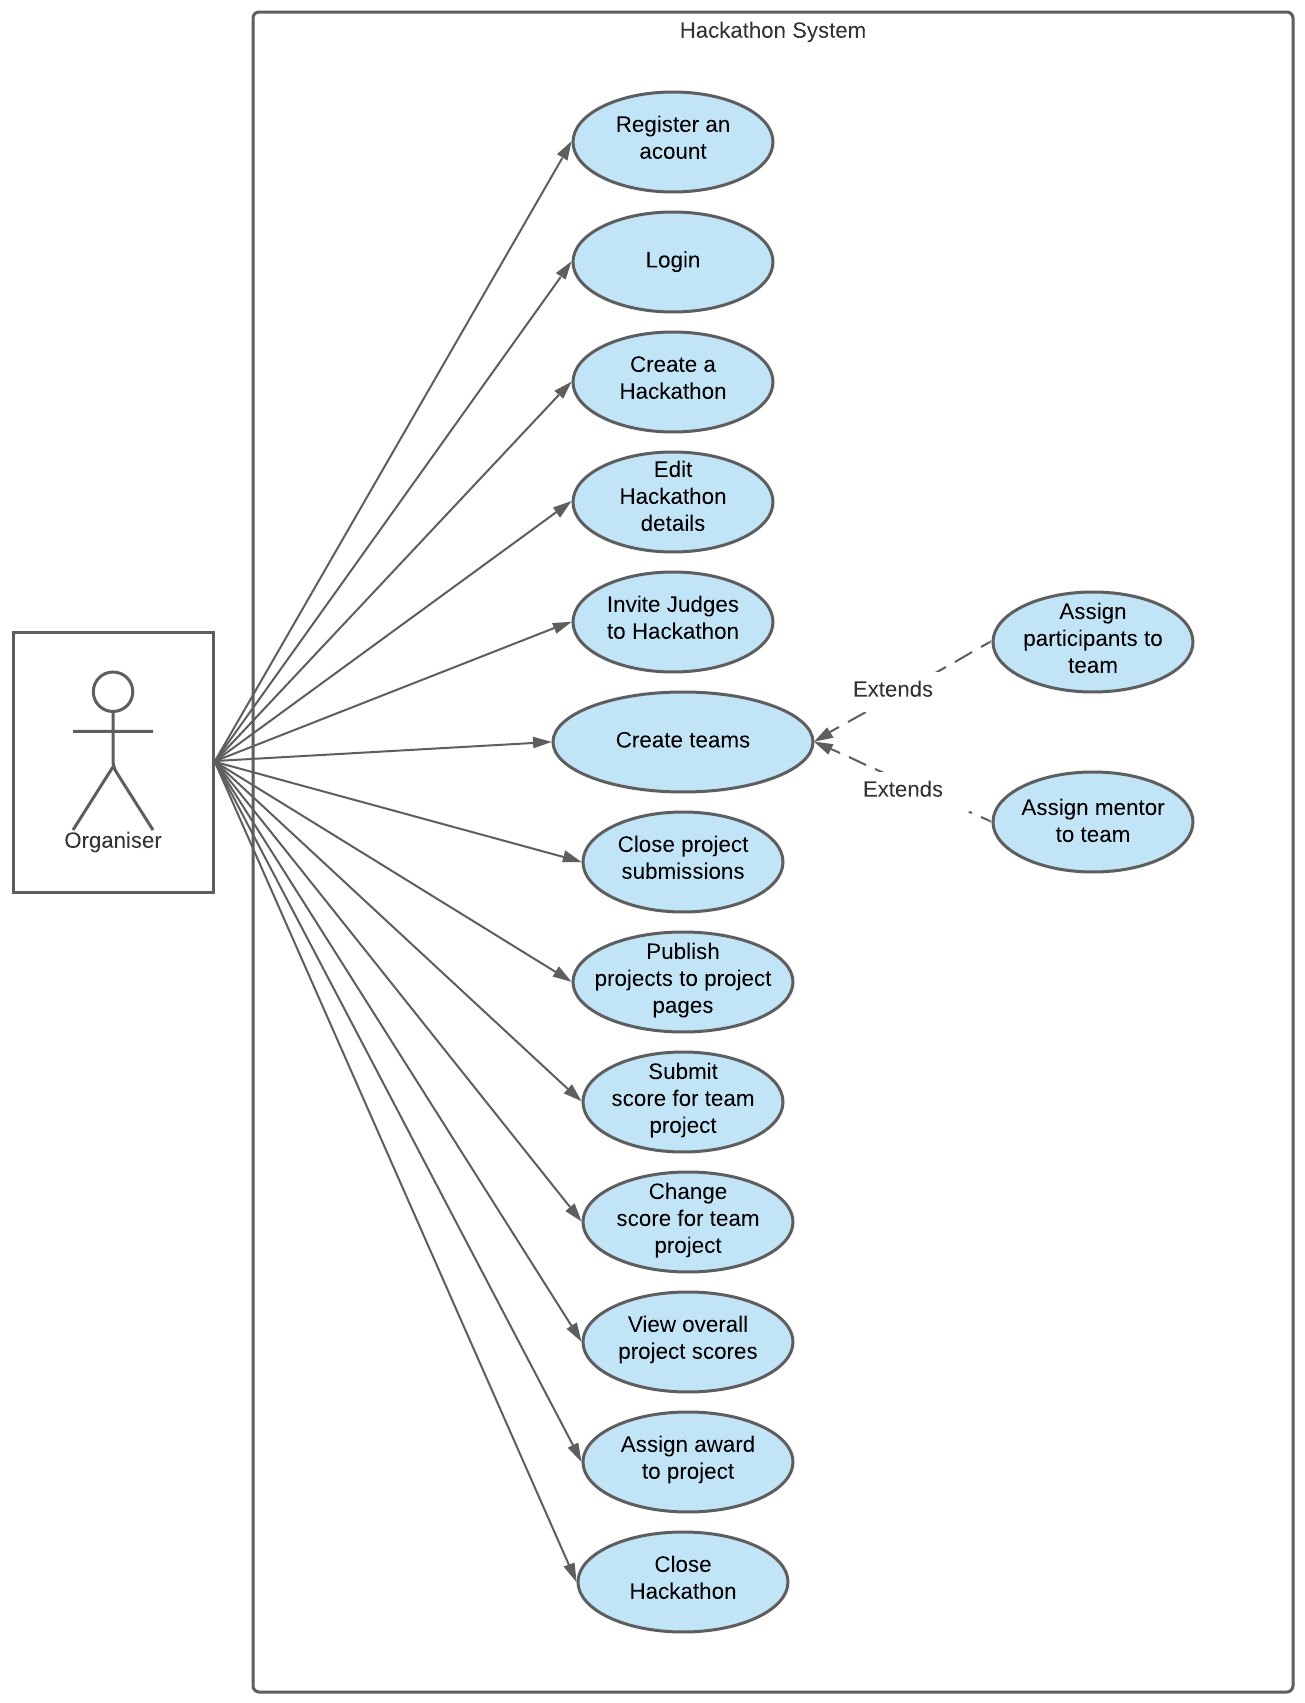 Hackathon System
Register an
acount
Login
Create a
Hackathon
Edit
Hackathon
details
Invite Judges
to Hackathon
Assign
participants to
team
Extends
Create teams
Extends
Assign mentor
to team
Organiser
Close project
submissions
Publish
projects to project
pages
Submit
score for team
project
Change
score for team
project
View overall
project scores
Assign award
to project
Close
Hackathon